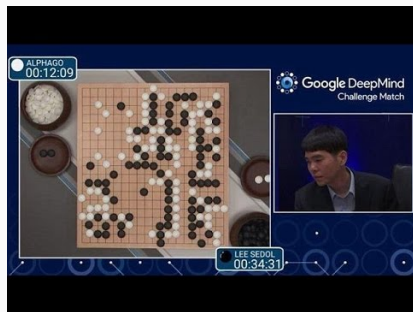 ALPHAGO
00:12:09
Google DeepMind
Challenge Match
LEE SEDOL
00:34:31